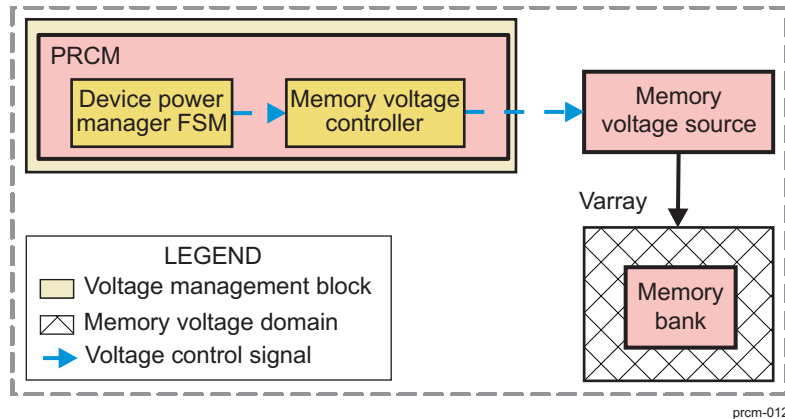 PRCM
Device power
manager FSM
Memory voltage
controller
Memory
voltage source
Varray
Memory
bank
LEGEND
Voltage management block
Memory voltage domain
Voltage control signal
prcm-012